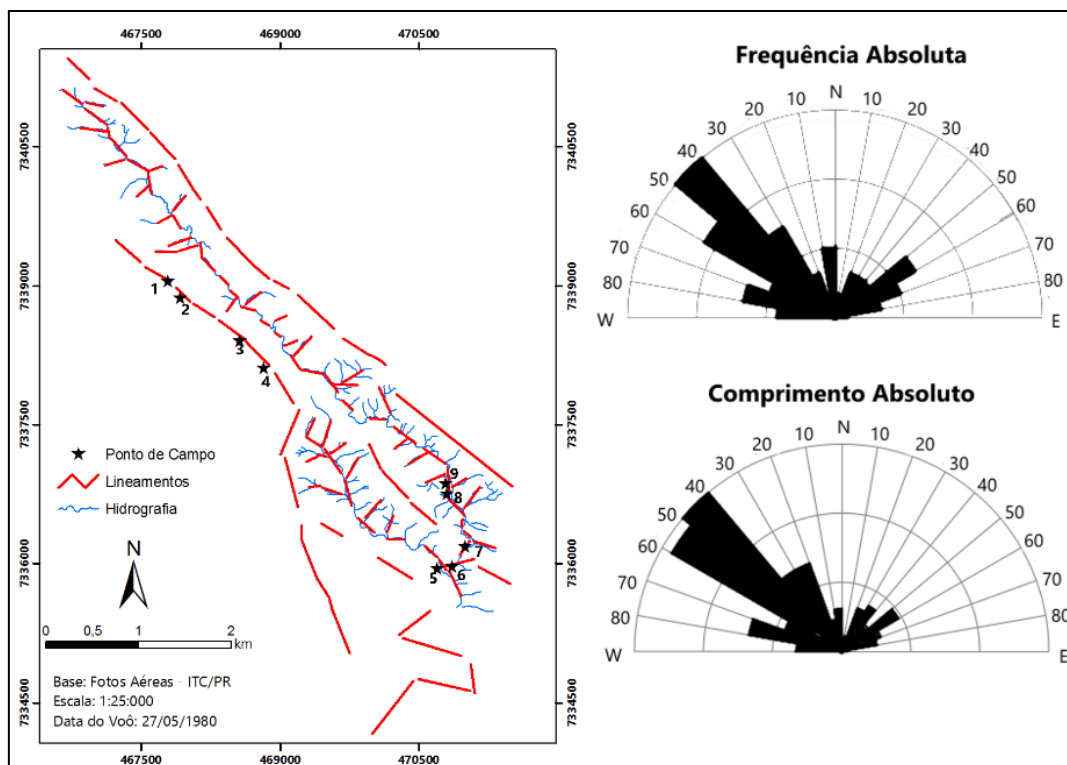 467500 469000 470500
7340500 7340500
7339000 7339000
7337500 7337500
7336000 7336000
7334500 7334500
467500 469000 470500
1
2
3
4
9
8
7
5 6
Ponto de Campo
Lineamentos
Hidrografia
N
0 0,5 1 2
km
Base: Fotos Aéreas - ITC/PR
Escala: 1:25:000
Data do Voô: 27/05/1980
Frequência Absoluta
N
10 10
20 20
30 30
40 40
50 50
60 60
70 70
80 80
W E
Comprimento Absoluto
N
10 10
20 20
30 30
40 40
50 50
60 60
70 70
80 80
W E